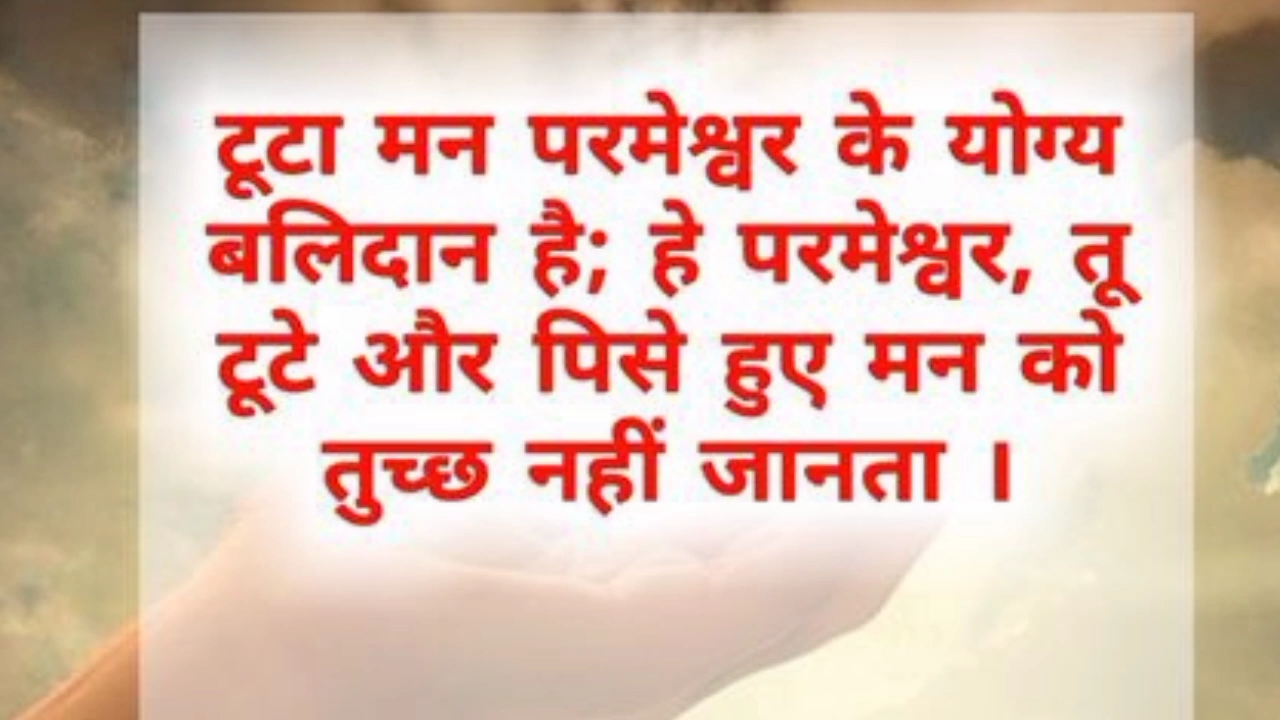 टूटा मन परमेश्वर के योग्य
बलिदान है; हे परमेश्वर, तू
टूटे और पिसे हुए मन को
तुच्छ नहीं जानता ।